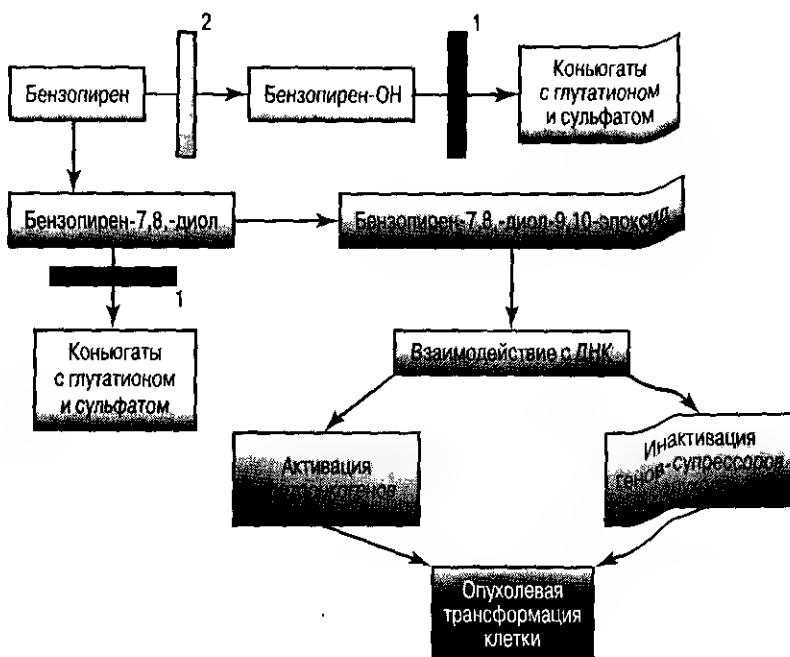 2
1
Бензопирен
Бензопирен-ОН
Коньюгаты
с глутатионом
и сульфатом
Бензопирен-7,8,-диол
Бензопирен-7,8,-диол-9,10-эпоксид
1
Коньюгаты
с глутатионом
и сульфатом
Взаимодействие с ДНК
Активация
Инактивация
генов-супрессоров
Опухолевая
трансформация
клетки